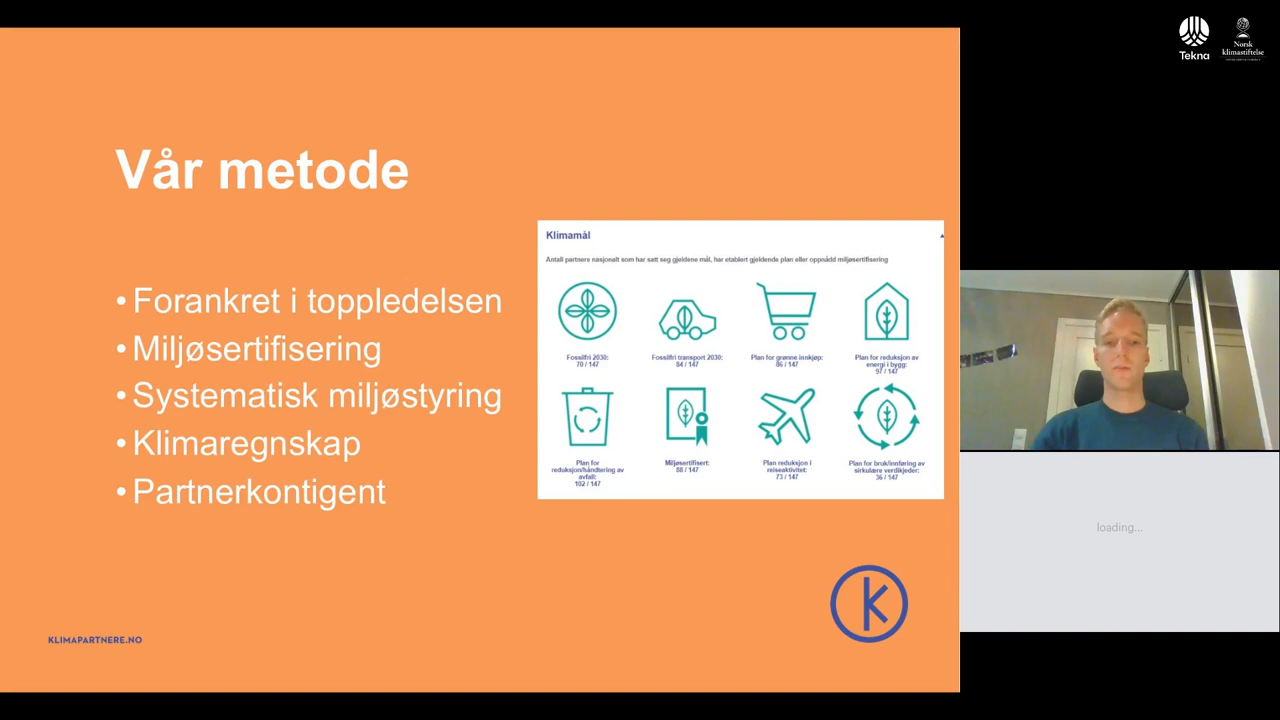 Vår metode
• Forankret i toppledelsen
• Miljøsertifisering
• Systematisk miljøstyring
• Klimaregnskap
• Partnerkontigent
Klimamål
Antall partnere nasjonalt som har satt seg gjeldene mål, har etablert gjeldende plan eller oppnådd miljøsertifisering
Fossilfri 2030:
70 / 147
Fossilfri transport 2030:
84 / 147
Plan for grønne innkjøp:
86 / 147
Plan for reduksjon av
energi i bygg:
97 / 147
Plan for
reduksjon/håndtering av
avfall:
102 / 147
Miljøsertifisert:
88 / 147
Plan reduksjon i
reiseaktivitet:
73 / 147
Plan for bruk/innføring av
sirkulære verdikjeder:
36 / 147
k
KLIMAPARTNERE.NO
Tekna
Norsk
klimastiftelse
loading...